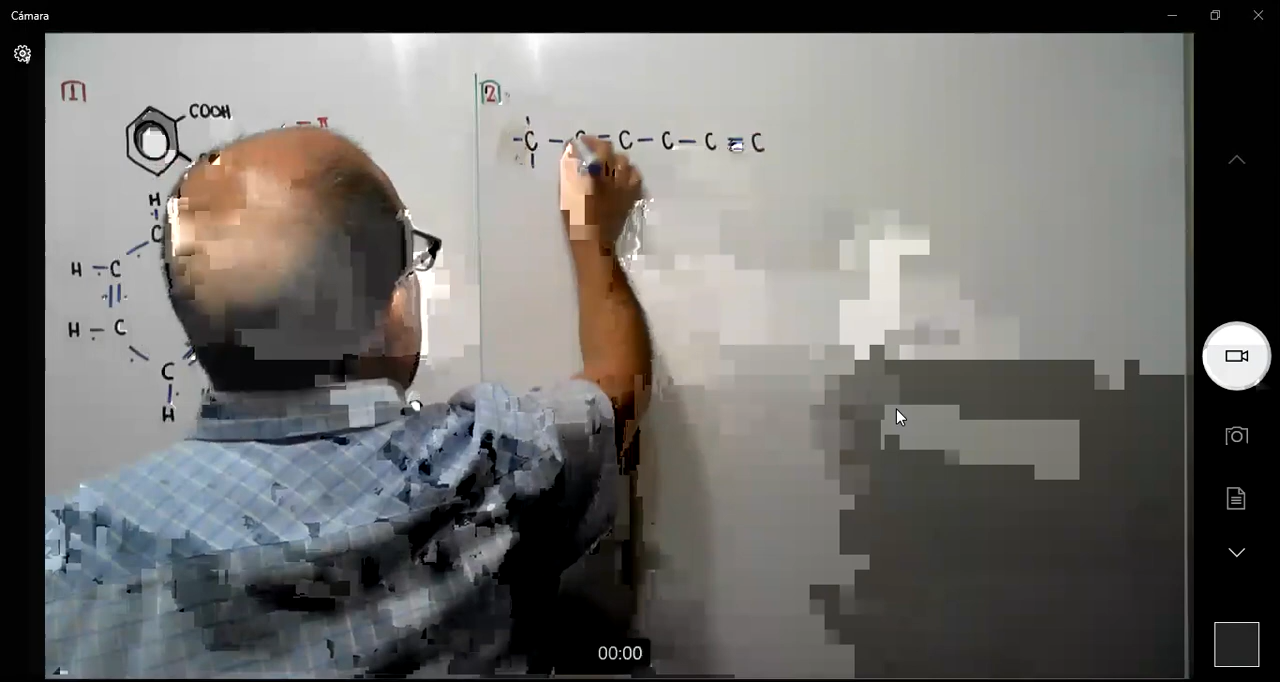 Cámara
1
COOH
π
H
C
H - C
H - C
C
H
2
- C - C = C - C - C ≡ C
00:00